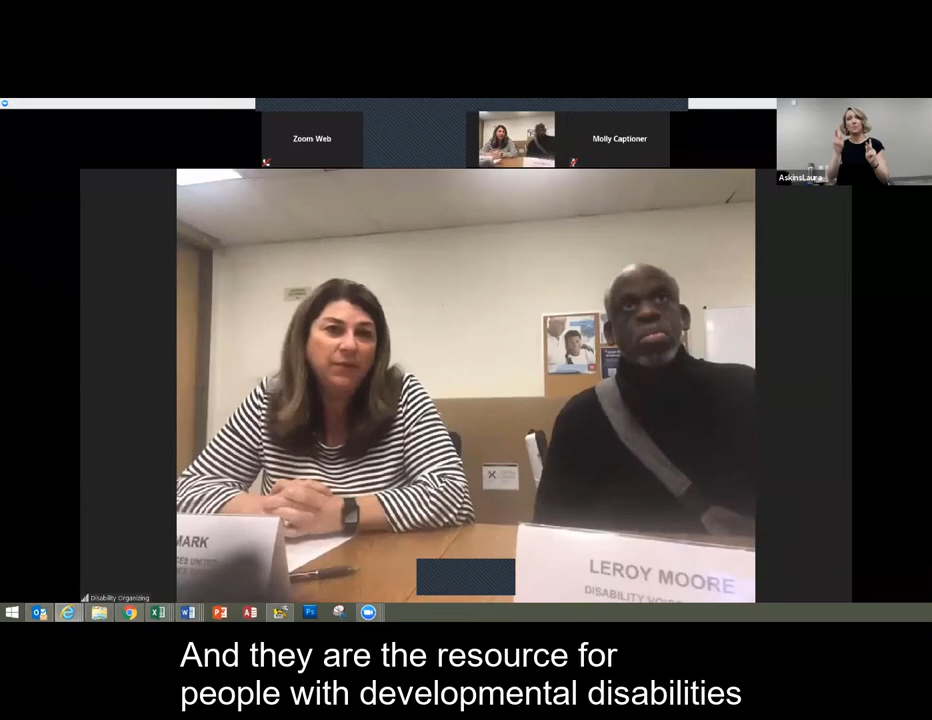 Zoom Web
Molly Captioner
AskinsLaura
MARK
LEROY MOORE
DISABILITY
Disability Organizing
And they are the resource for
people with developmental disabilities